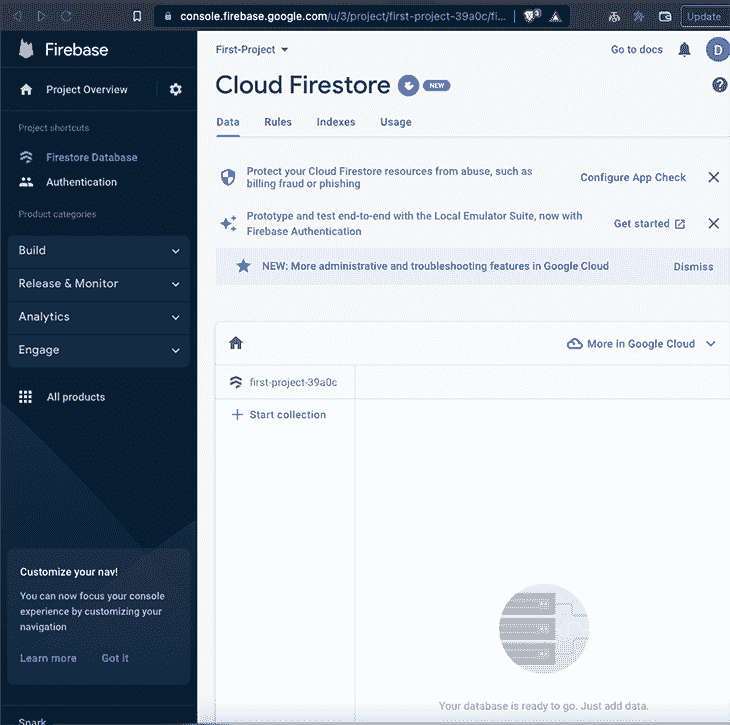 console.firebase.google.com/u/3/project/first-project-39a0c/fi...
Update
Firebase
Project Overview
Project shortcuts
Firestore Database
Authentication
Product categories
Build
Release & Monitor
Analytics
Engage
All products
Customize your nav!
You can now focus your console
experience by customizing your
navigation
Learn more Got it
Spark
First-Project
Go to docs
D
Cloud Firestore
NEW
Data Rules Indexes Usage
Protect your Cloud Firestore resources from abuse, such as
billing fraud or phishing
Configure App Check
Prototype and test end-to-end with the Local Emulator Suite, now with
Firebase Authentication
Get started
NEW: More administrative and troubleshooting features in Google Cloud
Dismiss
More in Google Cloud
first-project-39a0c
Start collection
Your database is ready to go. Just add data.